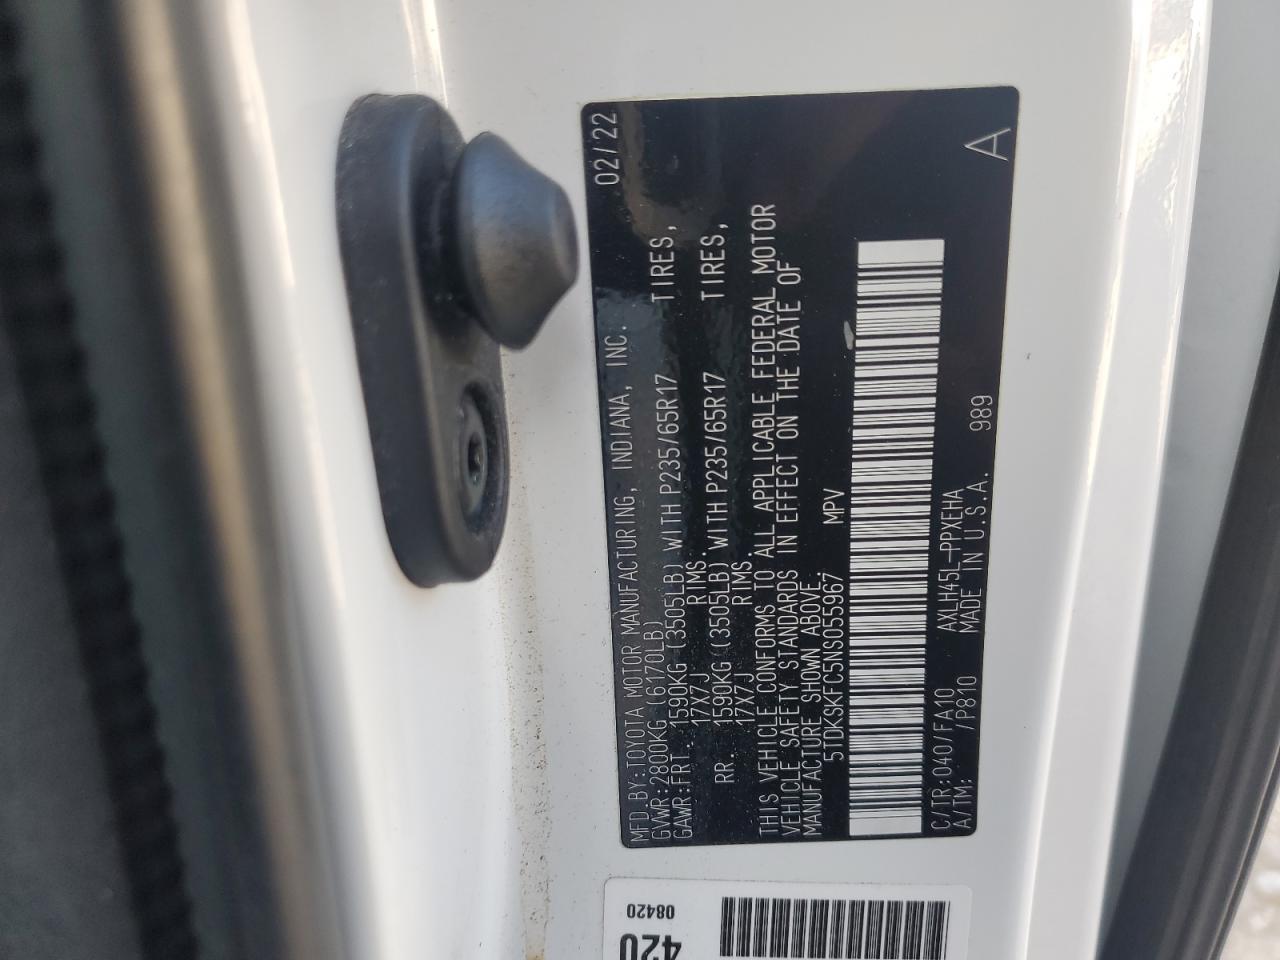 MFD.BY:TOYOTA MOTOR MANUFACTURING, INDIANA, INC. 02/22
GVWR:2800KG (6170LB)
GAWR:FRT. 1590KG (3505LB) WITH P235/65R17 TIRES,
17X7J RIMS.
RR. 1590KG (3505LB) WITH P235/65R17 TIRES,
17X7J RIMS.
THIS VEHICLE CONFORMS TO ALL APPLICABLE FEDERAL MOTOR
VEHICLE SAFETY STANDARDS IN EFFECT ON THE DATE OF
MANUFACTURE SHOWN ABOVE.
5TDKSKFC5NS055967 MPV
C/TR:040/FA10 AXLH45L-PPXEHA 989
A/TM: /P810 MADE IN U.S.A. A
08420
420